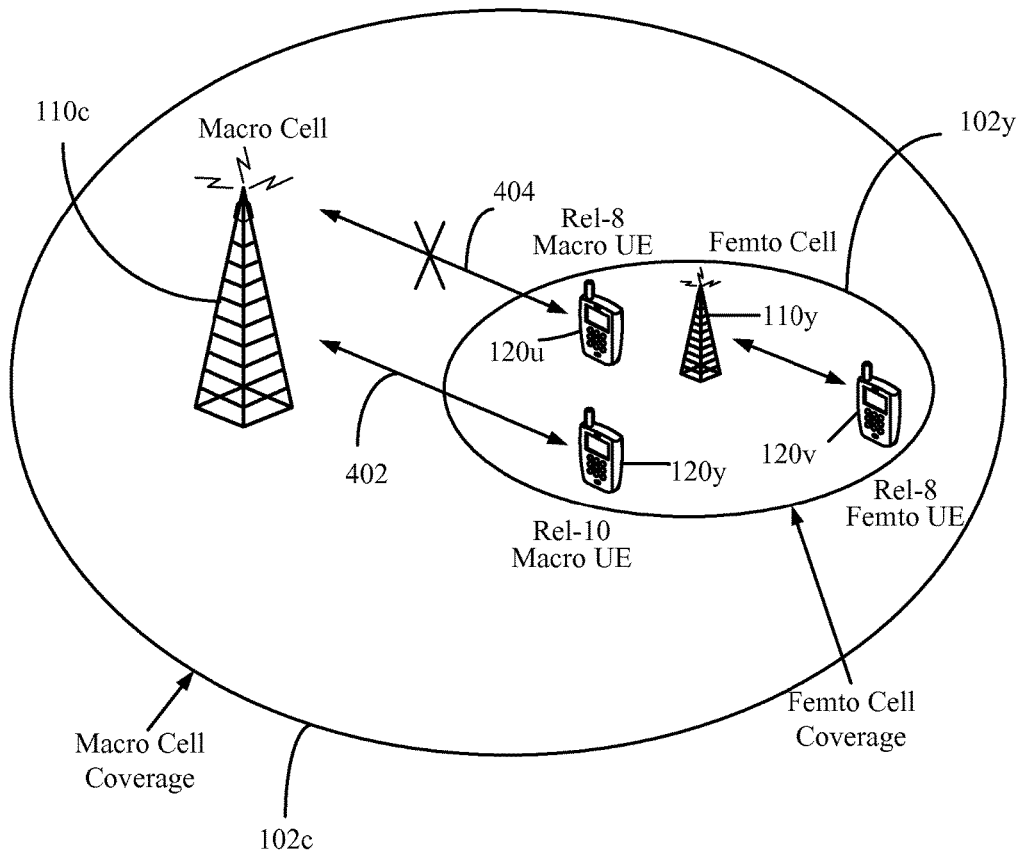 110c
Macro Cell
102y
404
Rel-8
Macro UE
Femto Cell
110y
120u
402
120y
120v
Rel-8
Femto UE
Rel-10
Macro UE
Femto Cell
Coverage
Macro Cell
Coverage
102c